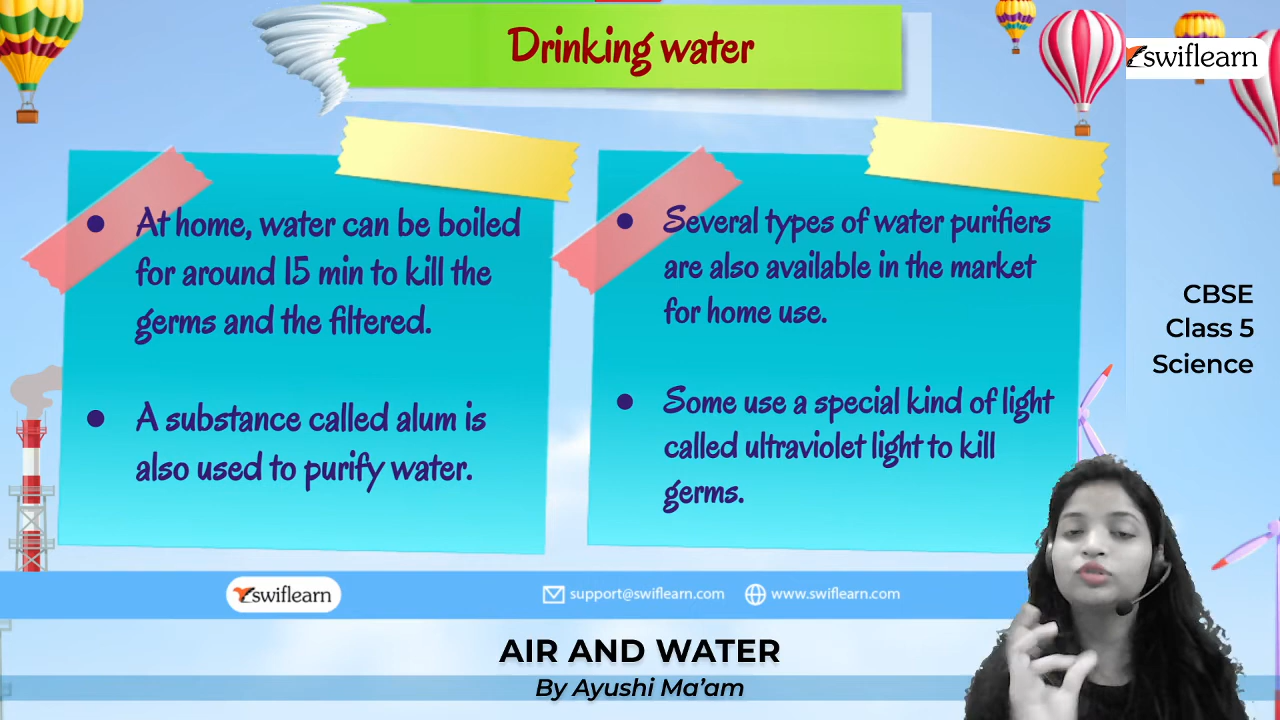 Drinking water
swiflearn
• At home, water can be boiled
for around 15 min to kill the
germs and the filtered.
• A substance called alum is
also used to purify water.
• Several types of water purifiers
are also available in the market
for home use.
• Some use a special kind of light
called ultraviolet light to kill
germs.
CBSE
Class 5
Science
swiflearn
support@swiflearn.com
www.swiflearn.com
AIR AND WATER
By Ayushi Ma'am